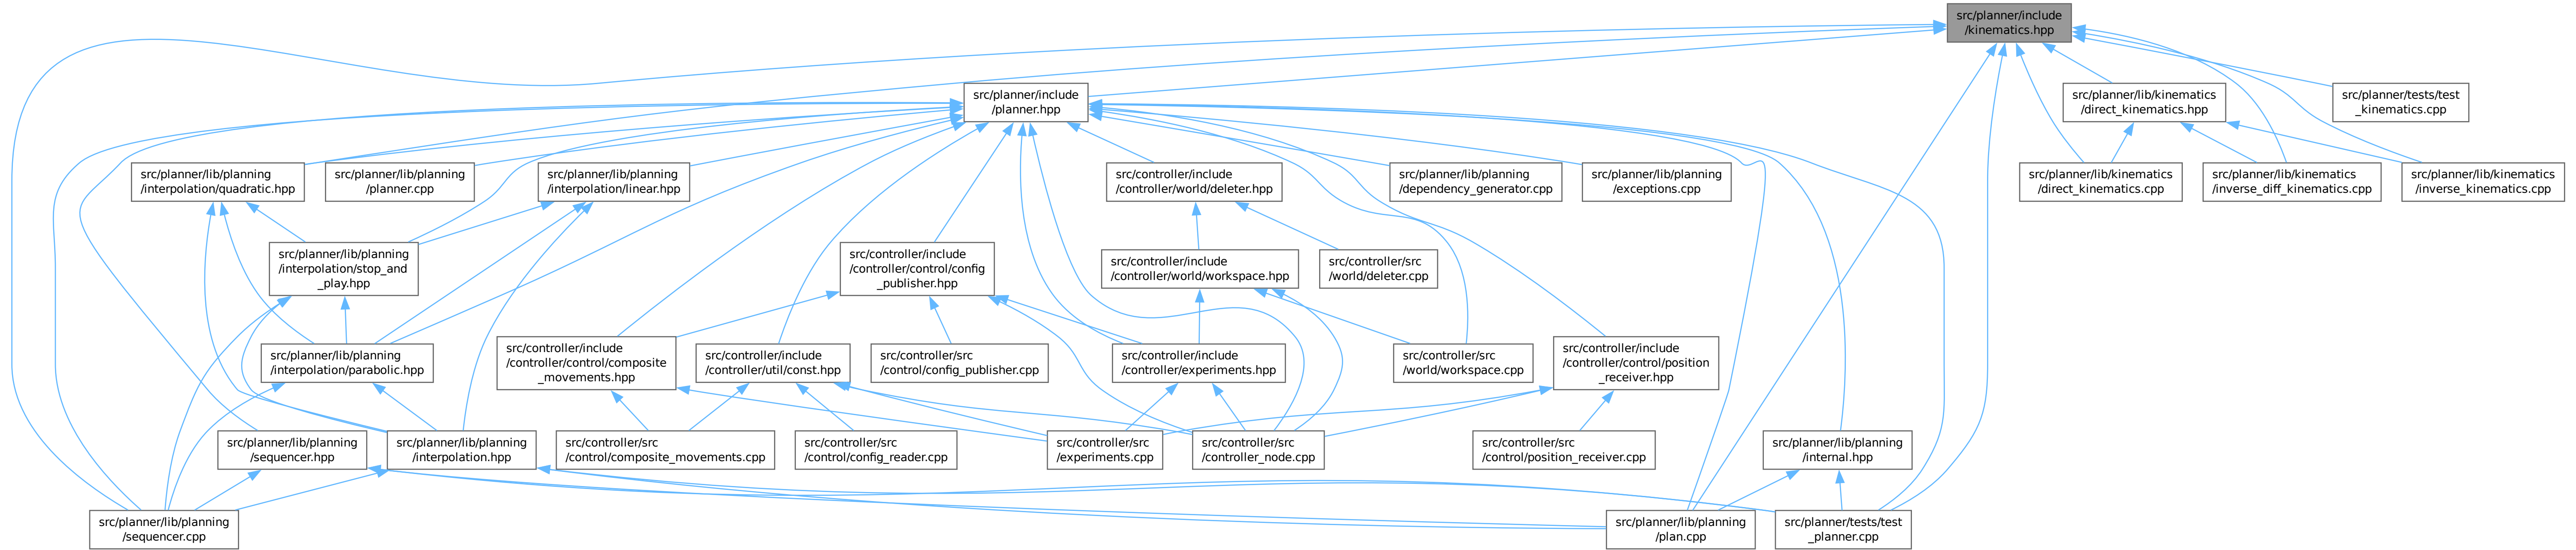 src/planner/include
/kinematics.hpp
src/planner/include
/planner.hpp
src/planner/lib/kinematics
/direct_kinematics.hpp
src/planner/tests/test
_kinematics.cpp
src/planner/lib/planning
/interpolation/quadratic.hpp
src/planner/lib/planning
/planner.cpp
src/planner/lib/planning
/interpolation/linear.hpp
src/controller/include
/controller/world/deleter.hpp
src/planner/lib/planning
/dependency_generator.cpp
src/planner/lib/planning
/exceptions.cpp
src/planner/lib/kinematics
/direct_kinematics.cpp
src/planner/lib/kinematics
/inverse_diff_kinematics.cpp
src/planner/lib/kinematics
/inverse_kinematics.cpp
src/planner/lib/planning
/interpolation/stop_and
_play.hpp
src/controller/include
/controller/control/config
_publisher.hpp
src/controller/include
/controller/world/workspace.hpp
src/controller/src
/world/deleter.cpp
src/planner/lib/planning
/interpolation/parabolic.hpp
src/controller/include
/controller/control/composite
_movements.hpp
src/controller/include
/controller/util/const.hpp
src/controller/src
/control/config_publisher.cpp
src/controller/include
/controller/experiments.hpp
src/controller/src
/world/workspace.cpp
src/controller/include
/controller/control/position
_receiver.hpp
src/planner/lib/planning
/sequencer.hpp
src/planner/lib/planning
/interpolation.hpp
src/controller/src
/control/composite_movements.cpp
src/controller/src
/control/config_reader.cpp
src/controller/src
/experiments.cpp
src/controller/src
/controller_node.cpp
src/controller/src
/control/position_receiver.cpp
src/planner/lib/planning
/internal.hpp
src/planner/lib/planning
/sequencer.cpp
src/planner/lib/planning
/plan.cpp
src/planner/tests/test
_planner.cpp